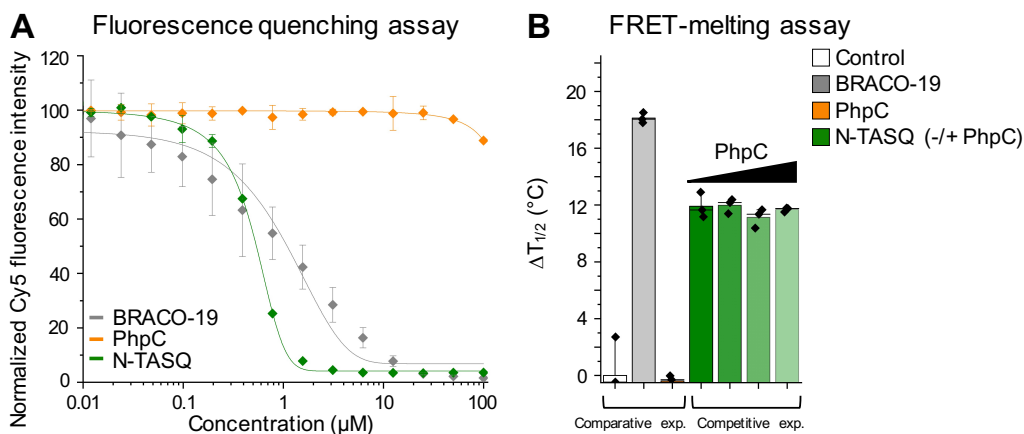 A Fluorescence quenching assay
Normalized Cy5 fluorescence intensity
120
100
80
60
40
20
0
BRACO-19
PhpC
N-TASQ
0.01 0.1 1 10 100
Concentration (µM)
B FRET-melting assay
Control
BRACO-19
PhpC
N-TASQ (-/+ PhpC)
PhpC
ΔT1/2 (°C)
20
16
12
8
4
0
Comparative exp.
Competitive exp.